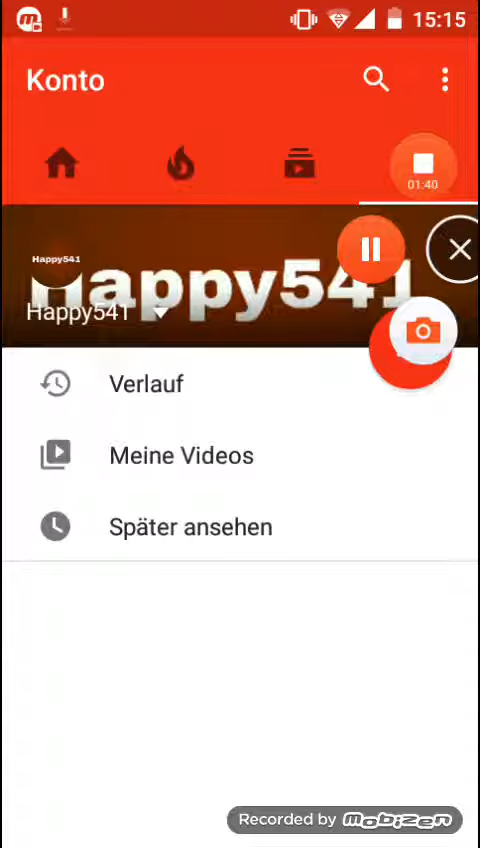 15:15
Konto
01:40
Happy541
Happy541
Happy541
Verlauf
Meine Videos
Später ansehen
Recorded by mobizen